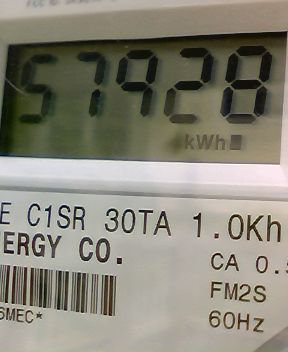 57928
kWh
E C1SR 30TA 1.0Kh
ERGY CO.
CA 0.5
FM2S
6MEC*
60Hz